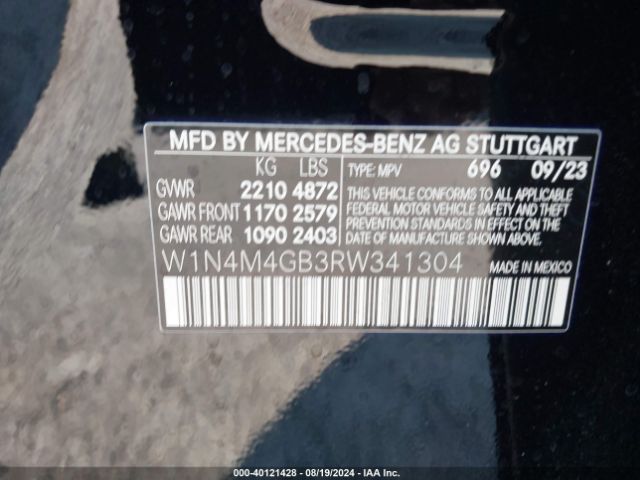 MFD BY MERCEDES-BENZ AG STUTTGART
KG LBS TYPE: MPV 696 09/23
GVWR 2210 4872
GAWR FRONT 1170 2579
GAWR REAR 1090 2403
THIS VEHICLE CONFORMS TO ALL APPLICABLE
FEDERAL MOTOR VEHICLE SAFETY AND THEFT
PREVENTION STANDARDS IN EFFECT ON THE
DATE OF MANUFACTURE SHOWN ABOVE.
W1N4M4GB3RW341304 MADE IN MEXICO
000-40121428 - 08/19/2024 - IAA Inc.